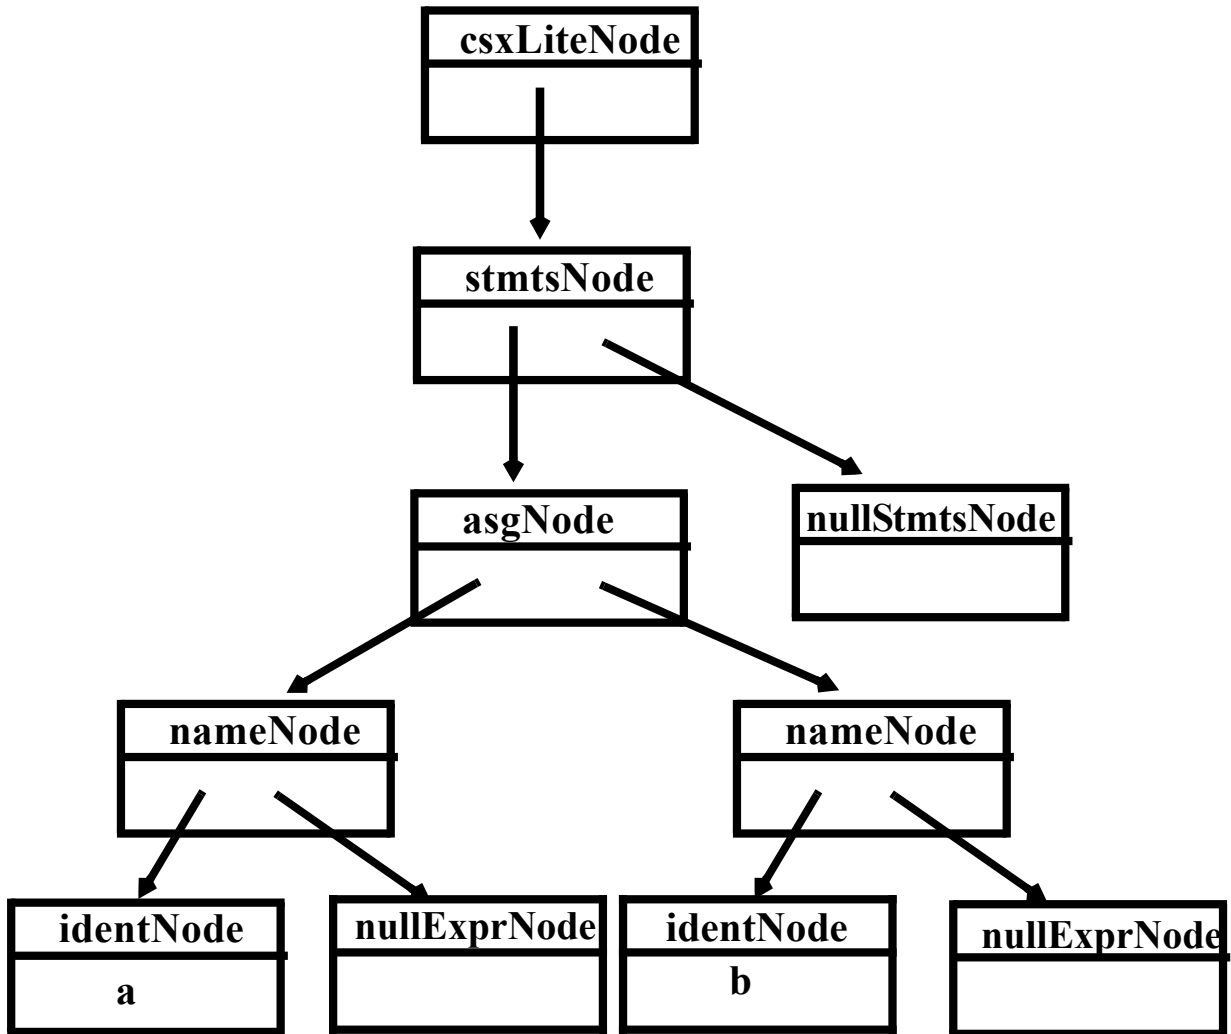 csxLiteNode
stmtsNode
asgNode
nullStmtsNode
nameNode
nameNode
identNode
a
nullExprNode
identNode
b
nullExprNode